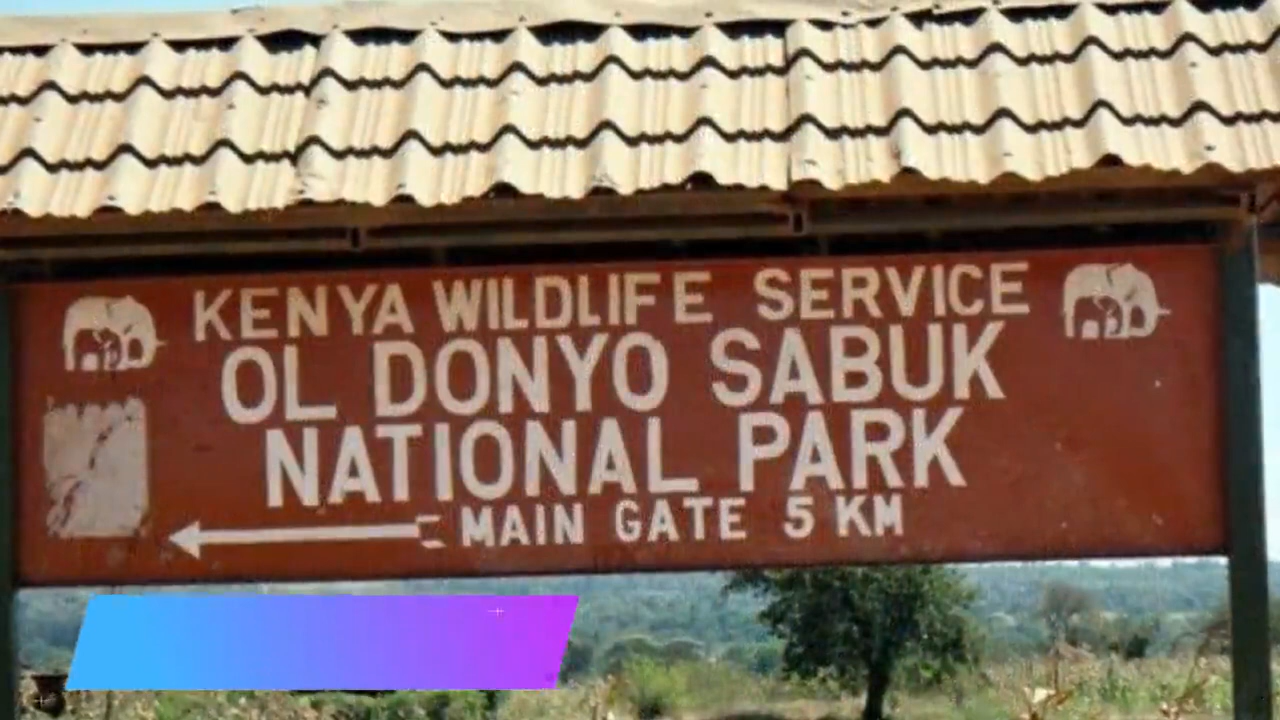 KENYA WILDLIFE SERVICE
OL DONYO SABUK
NATIONAL PARK
MAIN GATE 5 KM